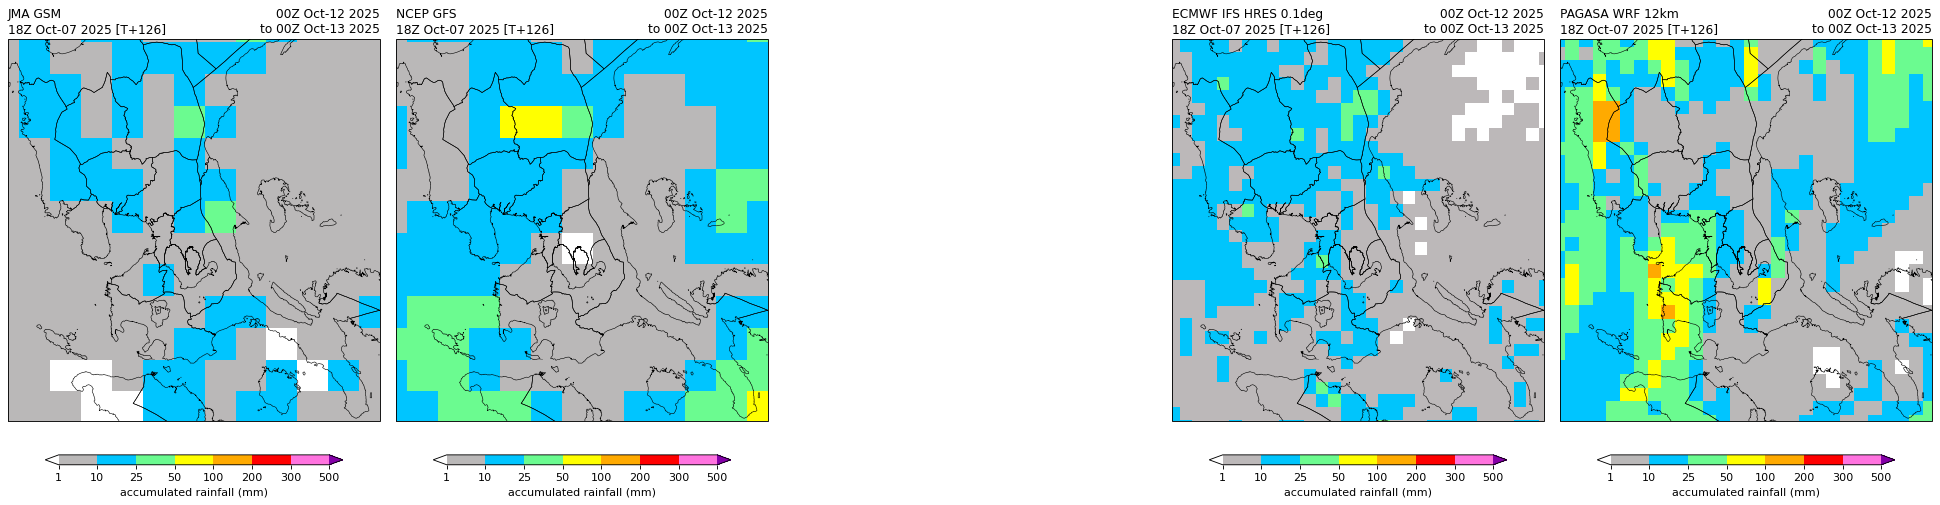 JMA GSM
00Z Oct-12 2025
18Z Oct-07 2025 [T+126]
to 00Z Oct-13 2025
NCEP GFS
00Z Oct-12 2025
18Z Oct-07 2025 [T+126]
to 00Z Oct-13 2025
ECMWF IFS HRES 0.1deg
00Z Oct-12 2025
18Z Oct-07 2025 [T+126]
to 00Z Oct-13 2025
PAGASA WRF 12km
00Z Oct-12 2025
18Z Oct-07 2025 [T+126]
to 00Z Oct-13 2025
1 10 25 50 100 200 300 500
accumulated rainfall (mm)
1 10 25 50 100 200 300 500
accumulated rainfall (mm)
1 10 25 50 100 200 300 500
accumulated rainfall (mm)
1 10 25 50 100 200 300 500
accumulated rainfall (mm)